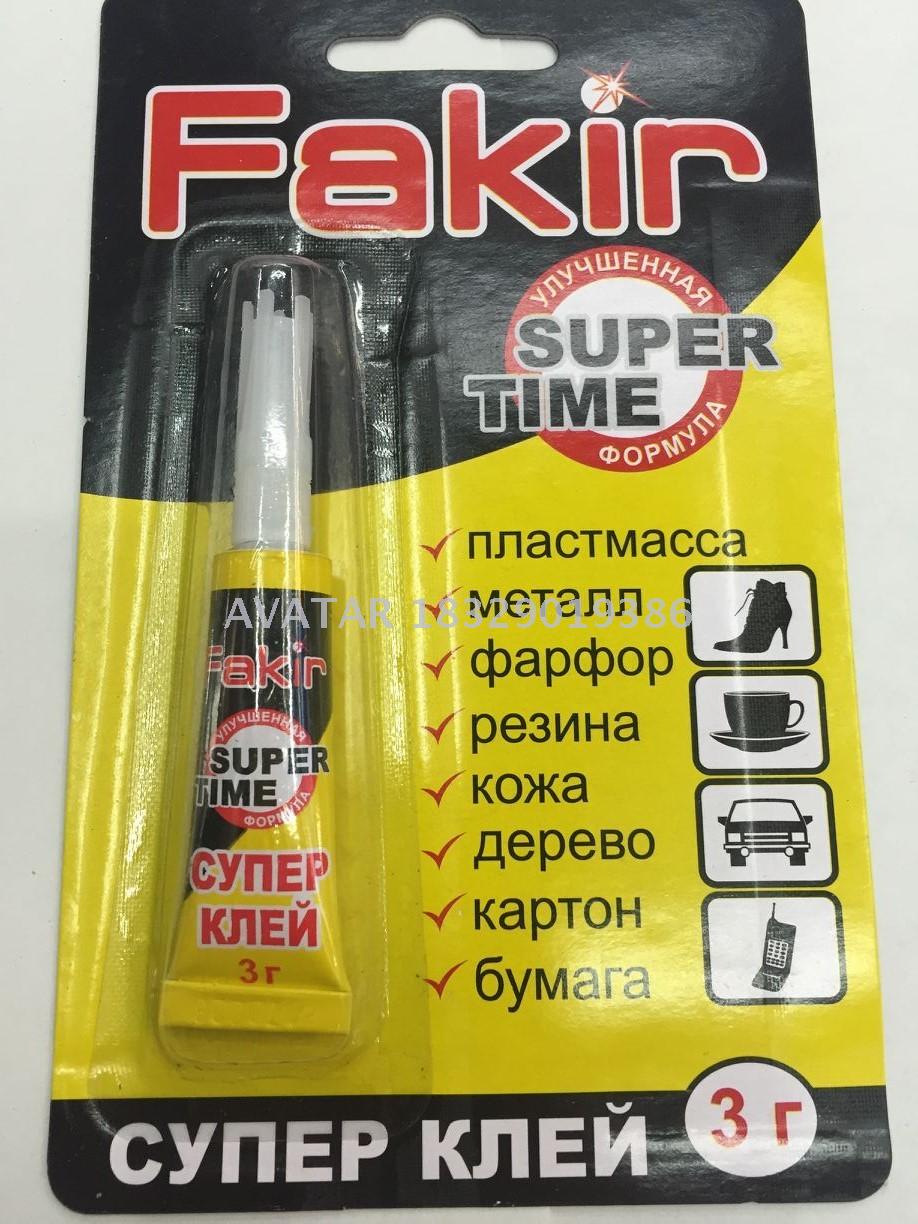 Fakir
УЛУЧШЕННАЯ
SUPER
TIME
ФОРМУЛА
пластмасса
металл
фарфор
резина
кожа
дерево
картон
бумага
AVATAR 18329019386
Fakir
УЛУЧШЕННАЯ
SUPER
TIME
ФОРМУЛА
СУПЕР
КЛЕЙ
3 г
СУПЕР КЛЕЙ
3 г